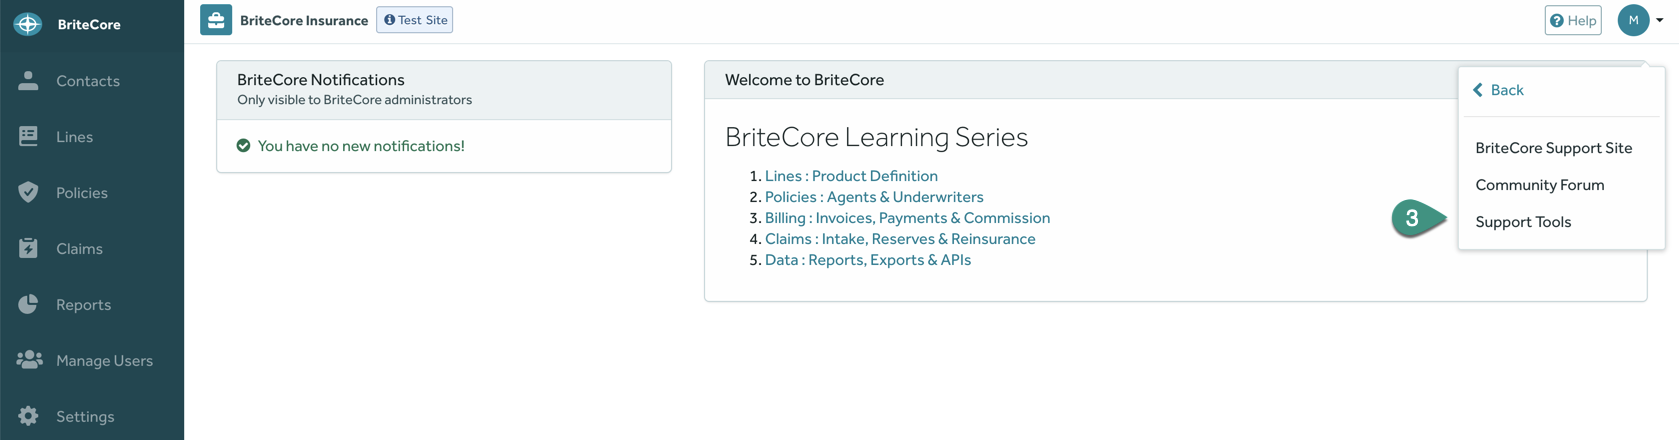 BriteCore
BriteCore Insurance
Test Site
Help
M
Contacts
Lines
Policies
Claims
Reports
Manage Users
Settings
BriteCore Notifications
Only visible to BriteCore administrators
You have no new notifications!
Welcome to BriteCore
BriteCore Learning Series
1. Lines : Product Definition
2. Policies : Agents & Underwriters
3. Billing : Invoices, Payments & Commission
4. Claims : Intake, Reserves & Reinsurance
5. Data : Reports, Exports & APIs
Back
BriteCore Support Site
Community Forum
3
Support Tools